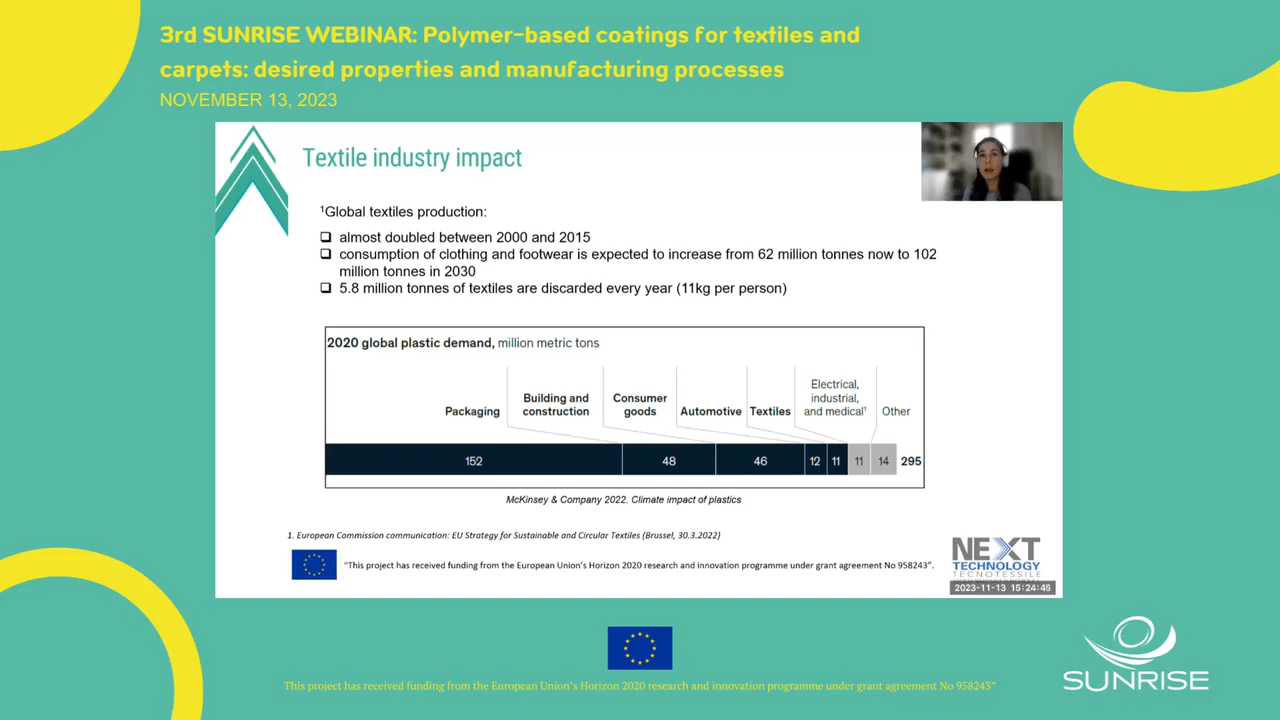 3rd SUNRISE WEBINAR: Polymer-based coatings for textiles and
carpets: desired properties and manufacturing processes
NOVEMBER 13, 2023
Textile industry impact
¹Global textiles production:
❑ almost doubled between 2000 and 2015
❑ consumption of clothing and footwear is expected to increase from 62 million tonnes now to 102
million tonnes in 2030
❑ 5.8 million tonnes of textiles are discarded every year (11kg per person)
2020 global plastic demand, million metric tons
Packaging
Building and
construction
Consumer
goods
Automotive
Textiles
Electrical,
industrial,
and medical¹
Other
152 48 46 12 11 11 14 295
McKinsey & Company 2022. Climate impact of plastics
1. European Commission communication: EU Strategy for Sustainable and Circular Textiles (Brussel, 30.3.2022)
"This project has received funding from the European Union's Horizon 2020 research and innovation programme under grant agreement No 958243".
NEXT
TECHNOLOGY
TECNOTESSILE
2023-11-13 15:24:45
This project has received funding from the European Union's Horizon 2020 research and innovation programme under grant agreement No 958243"
SUNRISE